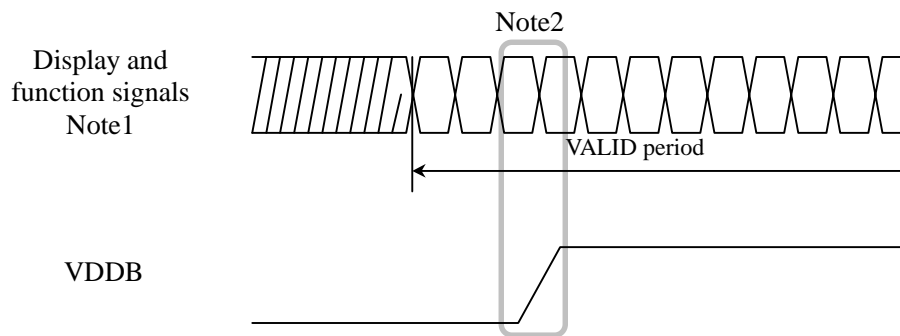 Note2
Display and
function signals
Note1
VALID period
VDDB